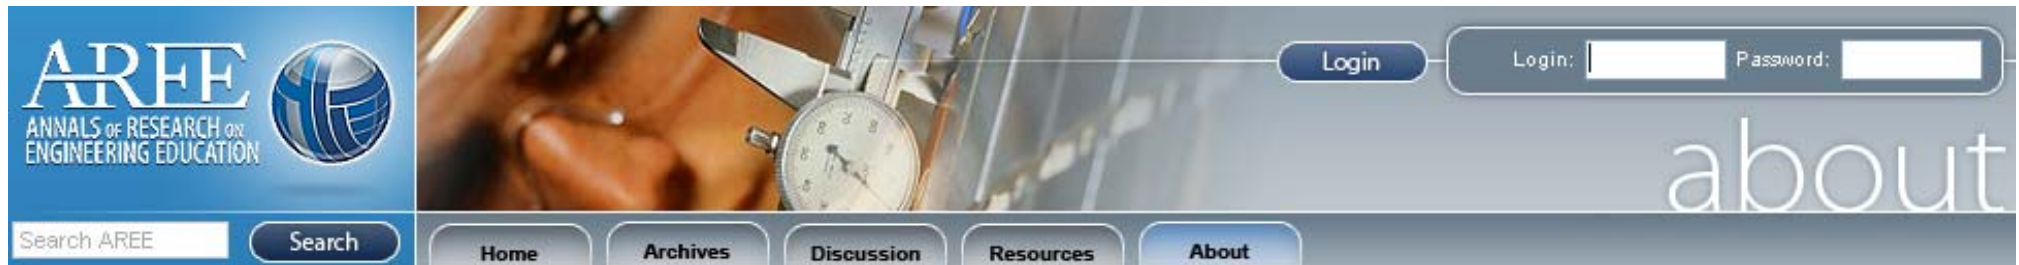 AREE
ANNALS OF RESEARCH ON
ENGINEERING EDUCATION
Login
Login:
Password:
about
Search AREE
Search
Home
Archives
Discussion
Resources
About